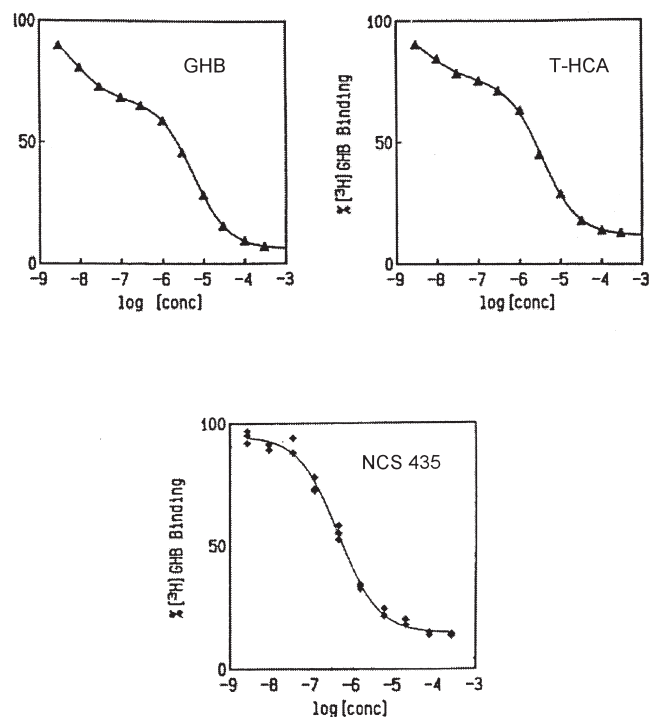 100
GHB
50
0
-9 -8 -7 -6 -5 -4 -3
log [conc]
100
T-HCA
% [³H] GHB Binding
50
0
-9 -8 -7 -6 -5 -4 -3
log [conc]
100
NCS 435
% [³H] GHB Binding
50
0
-9 -8 -7 -6 -5 -4 -3
log [conc]